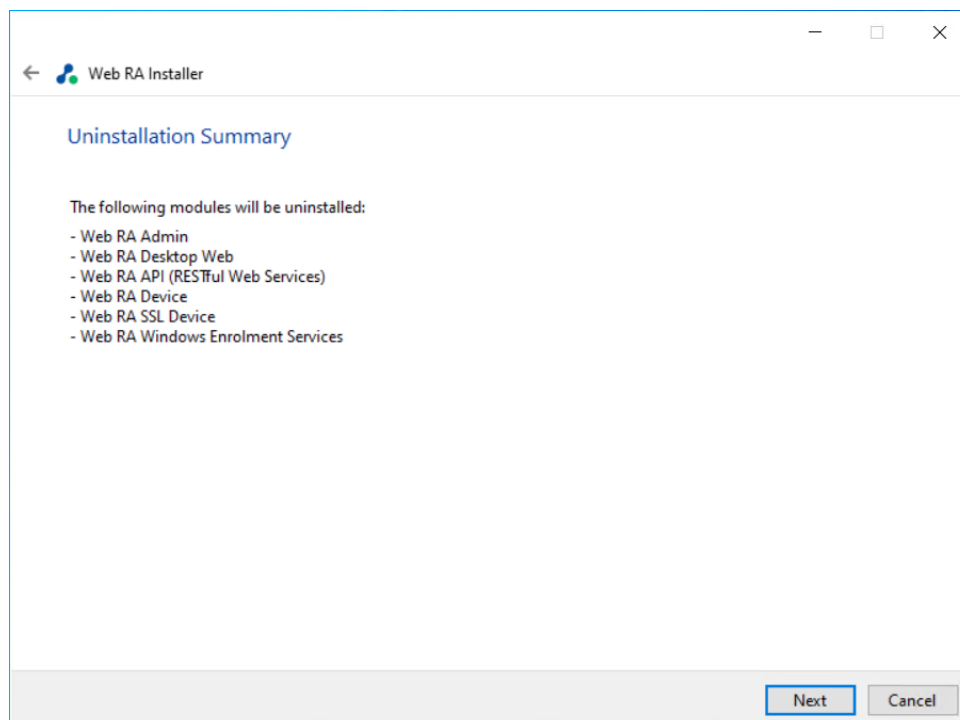 Web RA Installer
Uninstallation Summary
The following modules will be uninstalled:
- Web RA Admin
- Web RA Desktop Web
- Web RA API (RESTful Web Services)
- Web RA Device
- Web RA SSL Device
- Web RA Windows Enrolment Services
Next Cancel